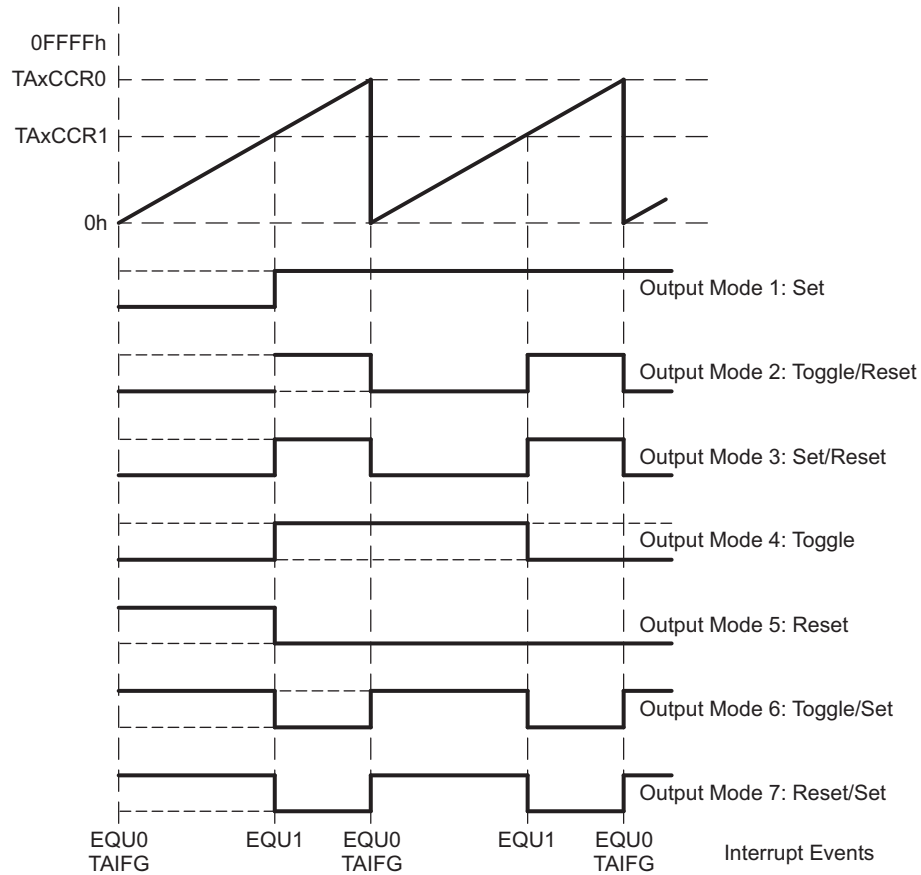 0FFFFh
TAxCCR0
TAxCCR1
0h
Output Mode 1: Set
Output Mode 2: Toggle/Reset
Output Mode 3: Set/Reset
Output Mode 4: Toggle
Output Mode 5: Reset
Output Mode 6: Toggle/Set
Output Mode 7: Reset/Set
EQU0 EQU1 EQU0 EQU1 EQU0
TAIFG TAIFG TAIFG
Interrupt Events